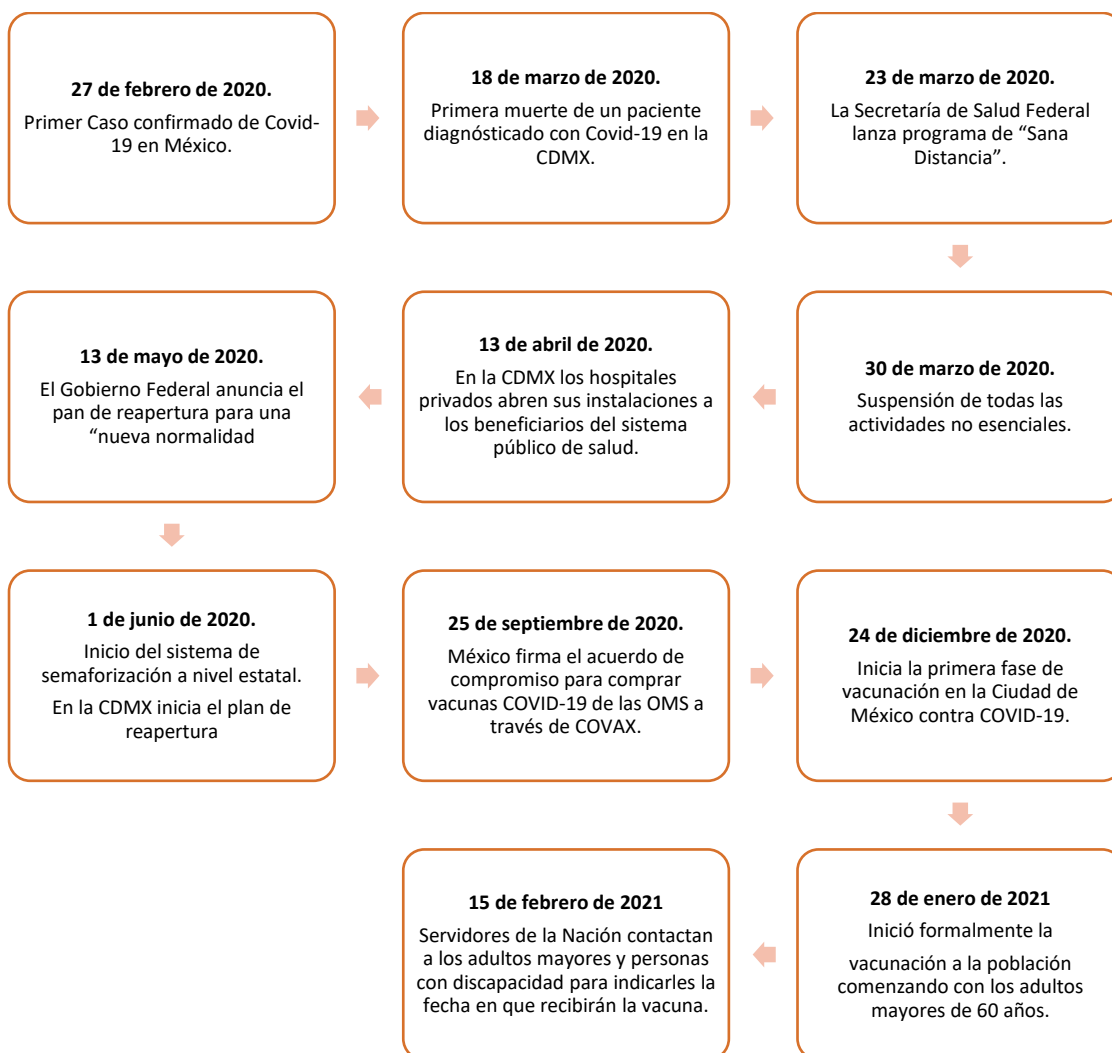 27 de febrero de 2020.
Primer Caso confirmado de Covid-
19 en México.
18 de marzo de 2020.
Primera muerte de un paciente
diagnósticado con Covid-19 en la
CDMX.
23 de marzo de 2020.
La Secretaría de Salud Federal
lanza programa de “Sana
Distancia”.
30 de marzo de 2020.
Suspensión de todas las
actividades no esenciales.
13 de abril de 2020.
En la CDMX los hospitales
privados abren sus instalaciones a
los beneficiarios del sistema
público de salud.
13 de mayo de 2020.
El Gobierno Federal anuncia el
pan de reapertura para una
“nueva normalidad
1 de junio de 2020.
Inicio del sistema de
semaforización a nivel estatal.
En la CDMX inicia el plan de
reapertura
25 de septiembre de 2020.
México firma el acuerdo de
compromiso para comprar
vacunas COVID-19 de las OMS a
través de COVAX.
24 de diciembre de 2020.
Inicia la primera fase de
vacunación en la Ciudad de
México contra COVID-19.
28 de enero de 2021
Inició formalmente la
vacunación a la población
comenzando con los adultos
mayores de 60 años.
15 de febrero de 2021
Servidores de la Nación contactan
a los adultos mayores y personas
con discapacidad para indicarles la
fecha en que recibirán la vacuna.